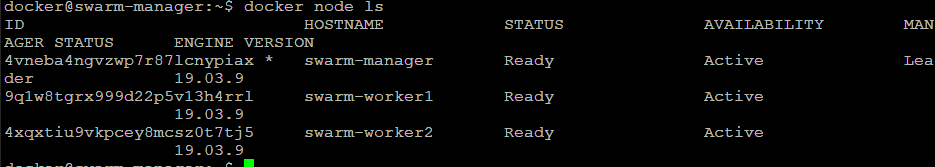 docker@swarm-manager:~$ docker node ls
ID                            HOSTNAME            STATUS              AVAILABILITY        MAN
AGER STATUS      ENGINE VERSION
4vneba4ngvzwp7r87lcnypiax *   swarm-manager       Ready               Active              Lea
der              19.03.9
9q1w8tgrx999d22p5v13h4rrl     swarm-worker1       Ready               Active
                 19.03.9
4xqxtiu9vkpcey8mcsz0t7tj5     swarm-worker2       Ready               Active
                 19.03.9
docker@swarm-manager:~$